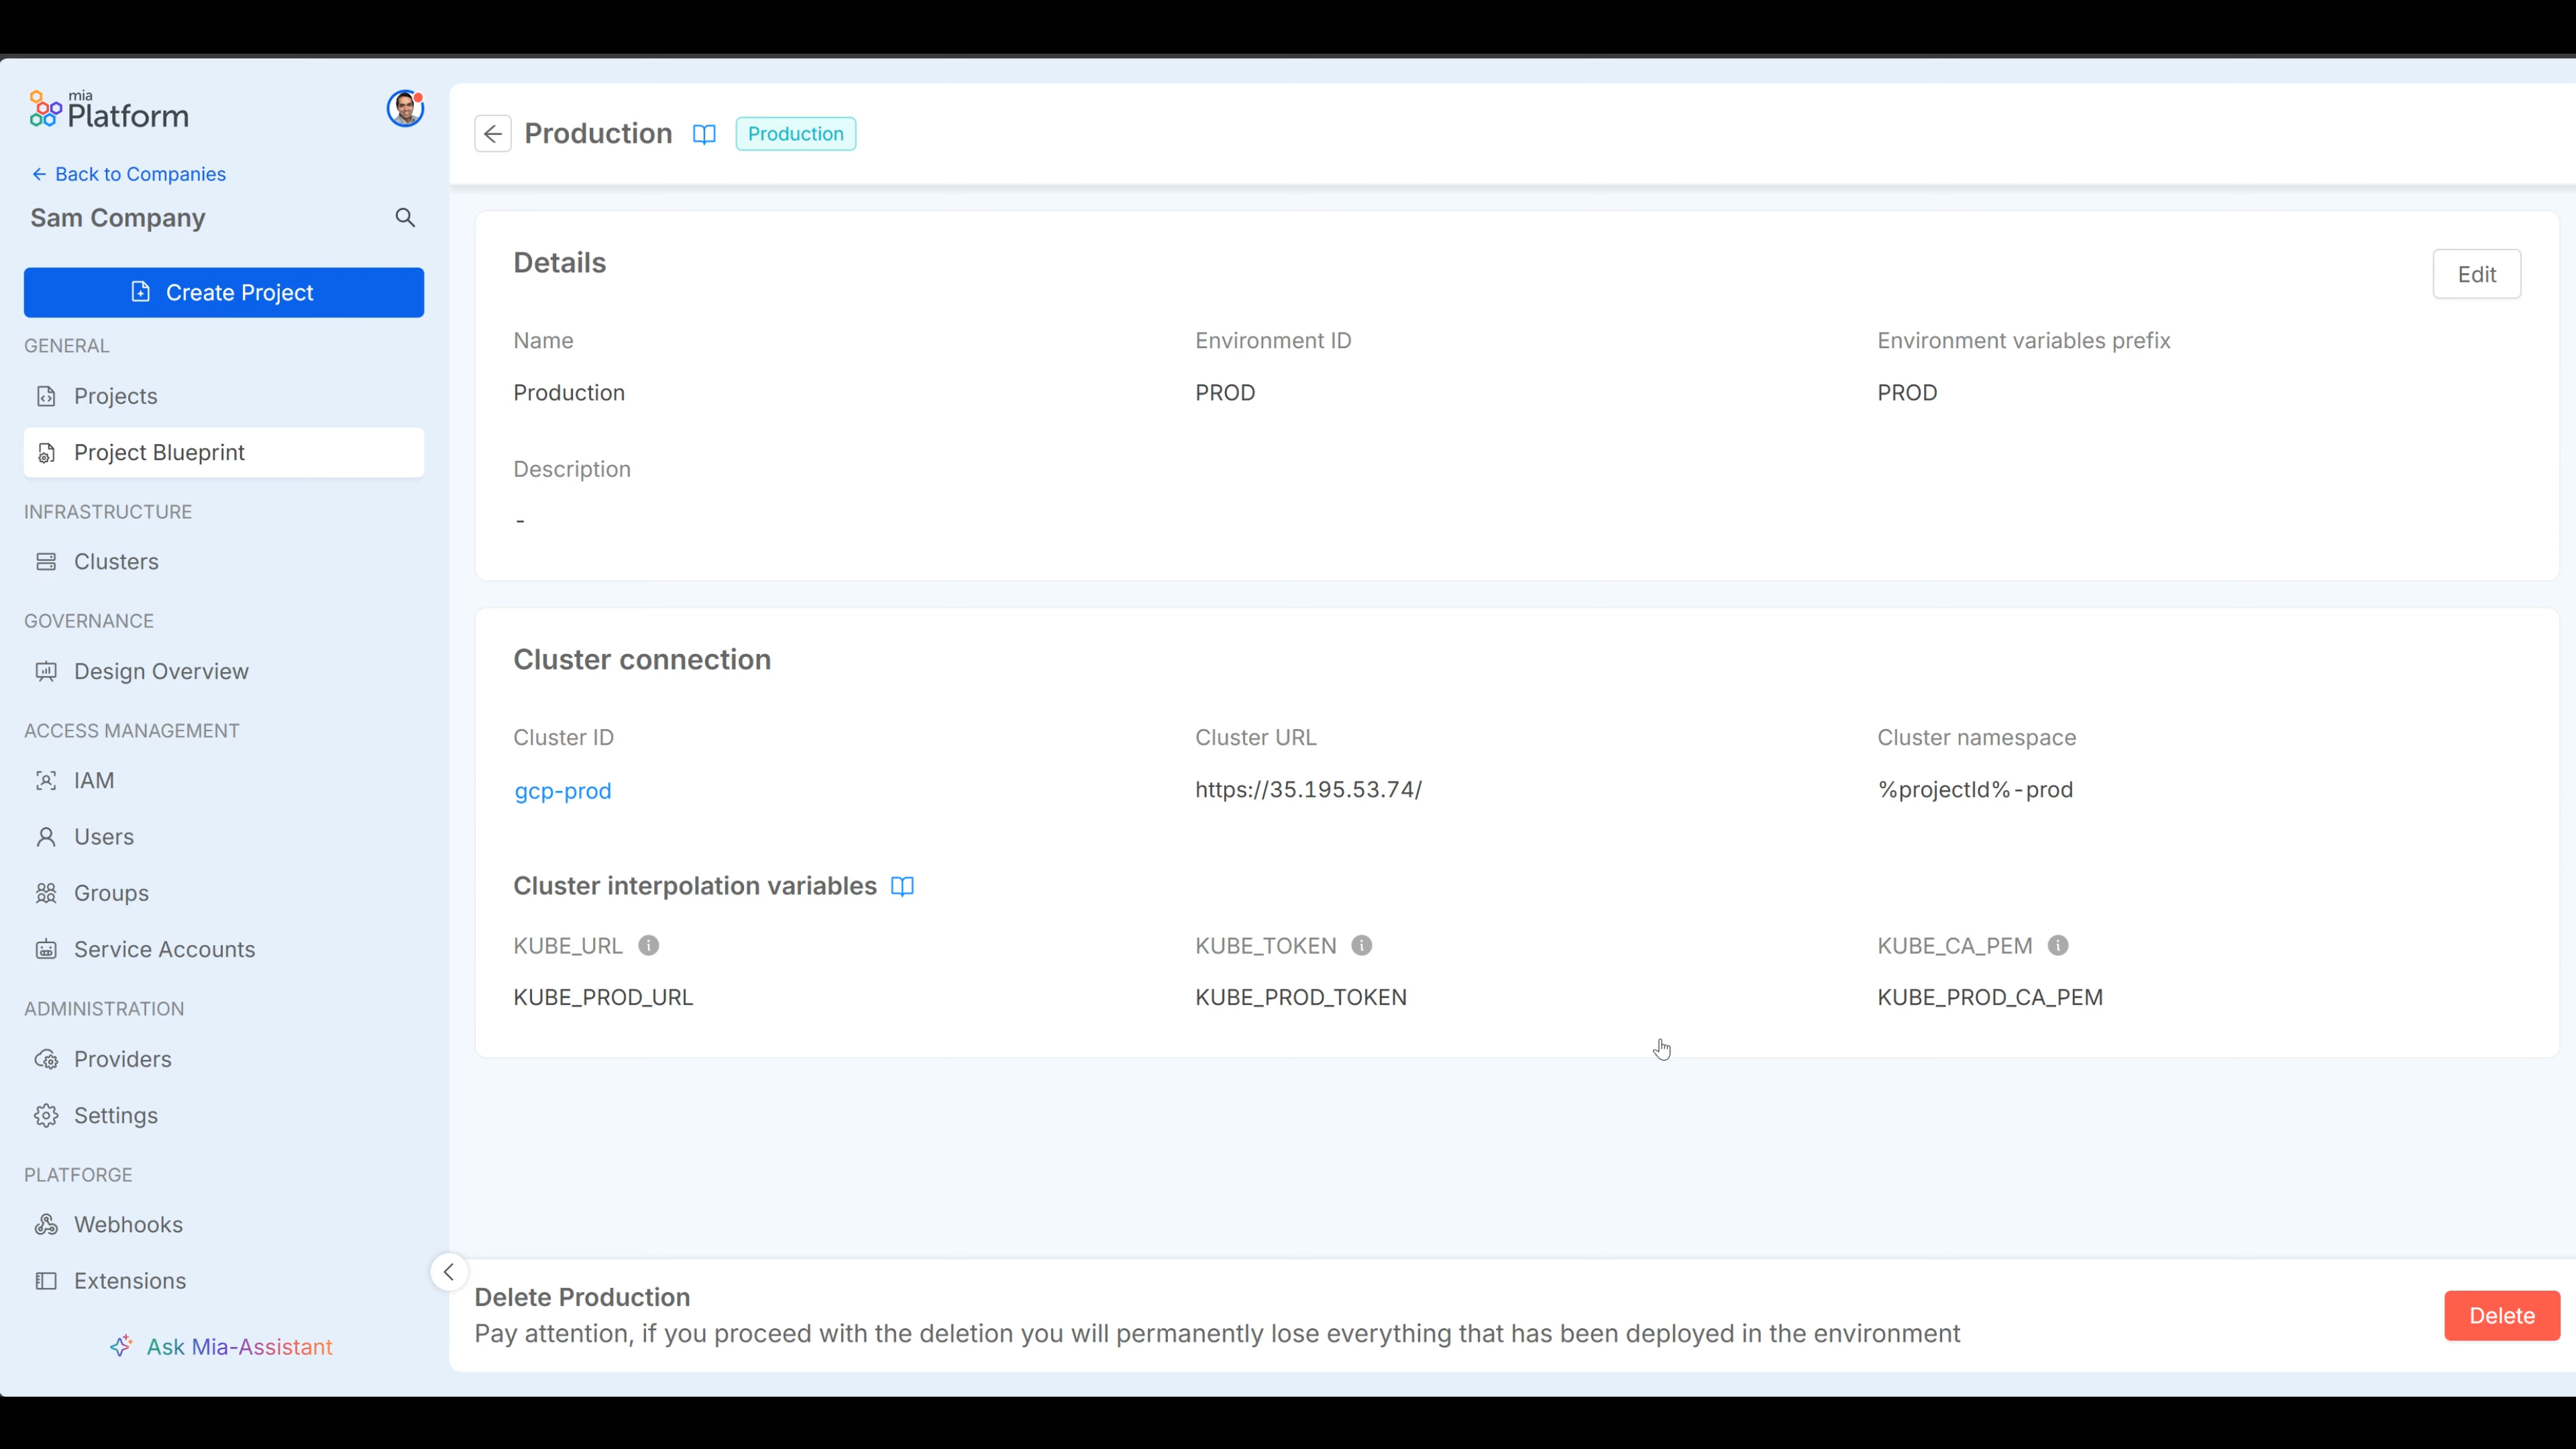 mia
Platform
Back to Companies
Sam Company
Create Project
GENERAL
Projects
Project Blueprint
INFRASTRUCTURE
Clusters
GOVERNANCE
Design Overview
ACCESS MANAGEMENT
IAM
Users
Groups
Service Accounts
ADMINISTRATION
Providers
Settings
PLATFORGE
Webhooks
Extensions
Ask Mia-Assistant
Production Production
Details
Edit
Name Environment ID Environment variables prefix
Production PROD PROD
Description
-
Cluster connection
Cluster ID Cluster URL Cluster namespace
gcp-prod https://35.195.53.74/ %projectId%-prod
Cluster interpolation variables
KUBE_URL KUBE_TOKEN KUBE_CA_PEM
KUBE_PROD_URL KUBE_PROD_TOKEN KUBE_PROD_CA_PEM
Delete Production
Pay attention, if you proceed with the deletion you will permanently lose everything that has been deployed in the environment
Delete